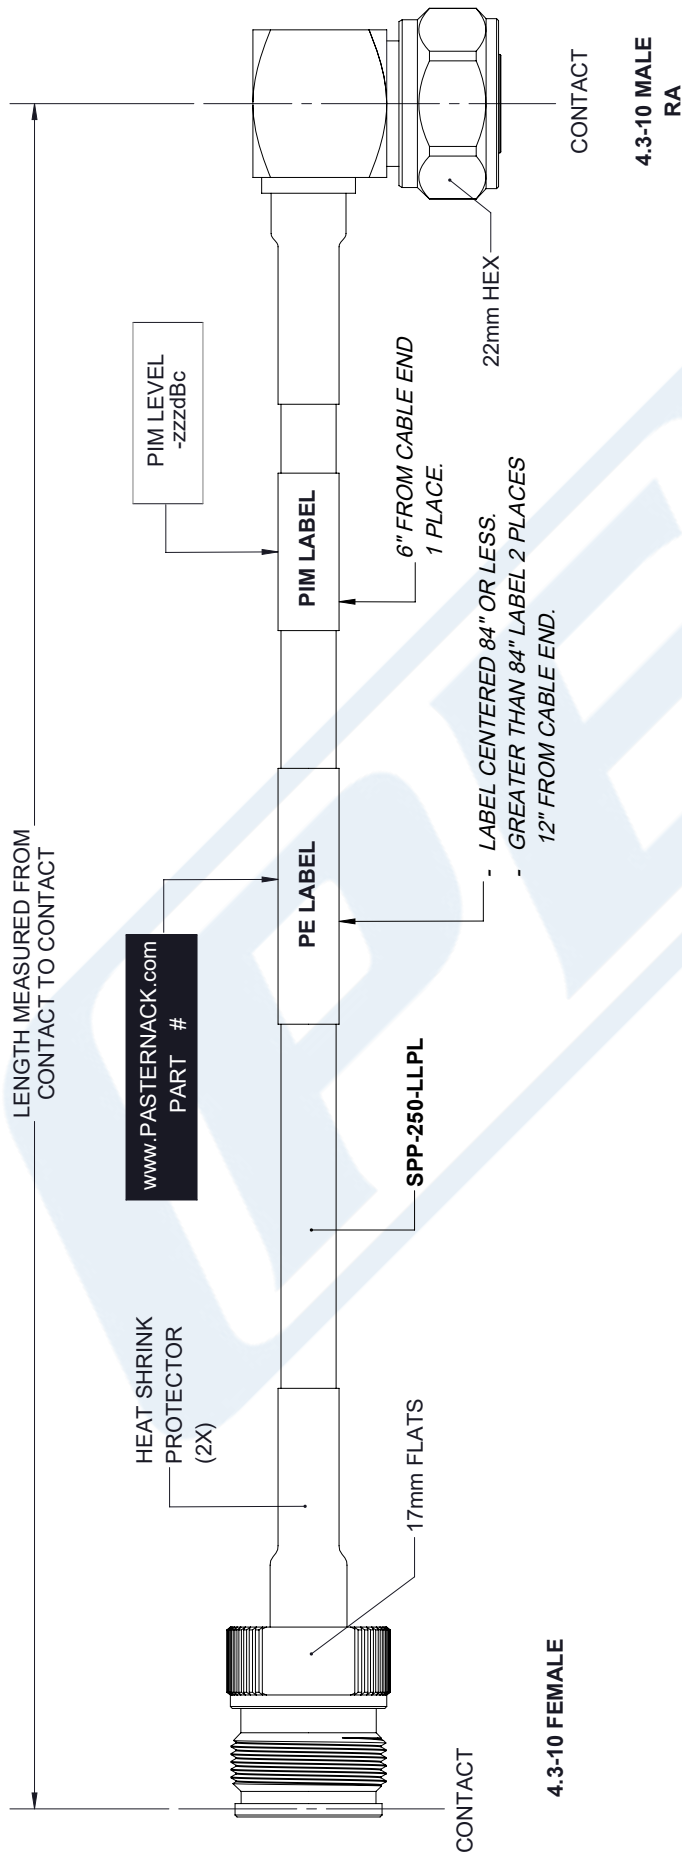 LENGTH MEASURED FROM
CONTACT TO CONTACT
www.PASTERNACK.com
PART #
PIM LEVEL
-zzzdBc
HEAT SHRINK
PROTECTOR
(2X)
PE LABEL
PIM LABEL
17mm FLATS
SPP-250-LLPL
6" FROM CABLE END
1 PLACE.
- LABEL CENTERED 84" OR LESS.
- GREATER THAN 84" LABEL 2 PLACES
12" FROM CABLE END.
22mm HEX
CONTACT
4.3-10 FEMALE
CONTACT
4.3-10 MALE
RA
PE